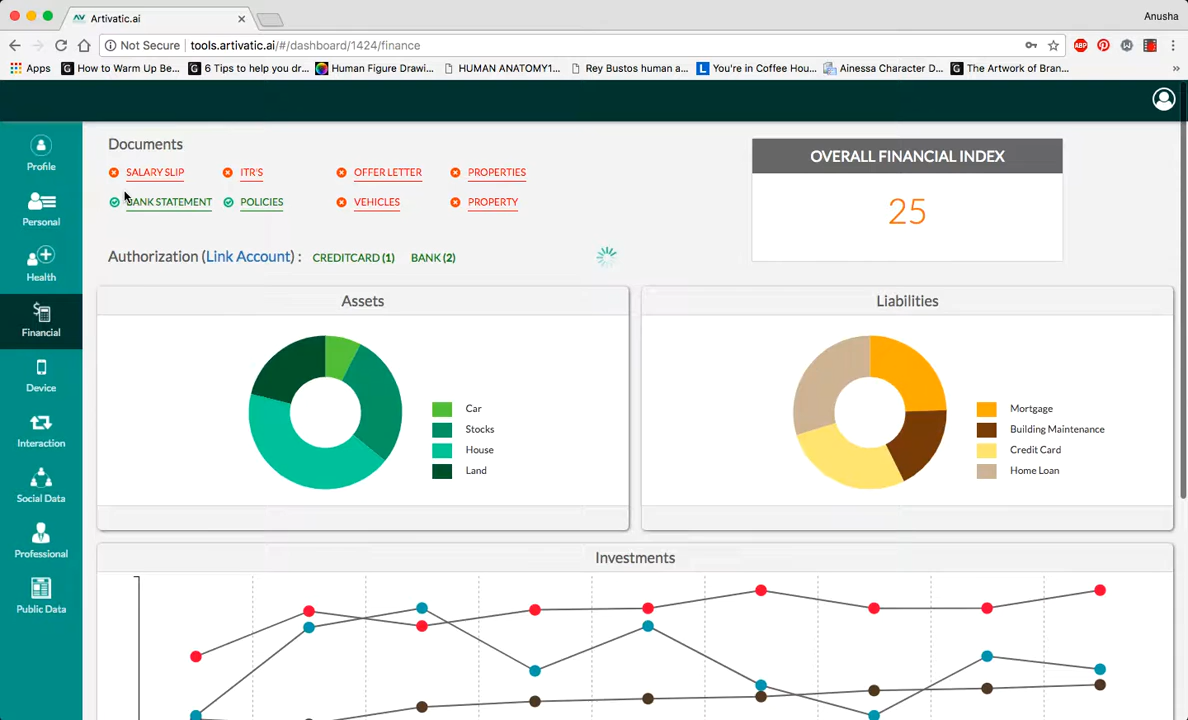 Artivatic.ai
Anusha
Not Secure tools.artivatic.ai/#/dashboard/1424/finance
ABP
Apps How to Warm Up Be... 6 Tips to help you dr... Human Figure Drawi... HUMAN ANATOMY1... Rey Bustos human a... You're in Coffee Hou... Ainessa Character D... The Artwork of Bran... »
Profile
Personal
Health
Financial
Device
Interaction
Social Data
Professional
Public Data
Documents
SALARY SLIP ITR'S OFFER LETTER PROPERTIES
BANK STATEMENT POLICIES VEHICLES PROPERTY
Authorization (Link Account) : CREDITCARD (1) BANK (2)
OVERALL FINANCIAL INDEX
25
Assets
Car
Stocks
House
Land
Liabilities
Mortgage
Building Maintenance
Credit Card
Home Loan
Investments